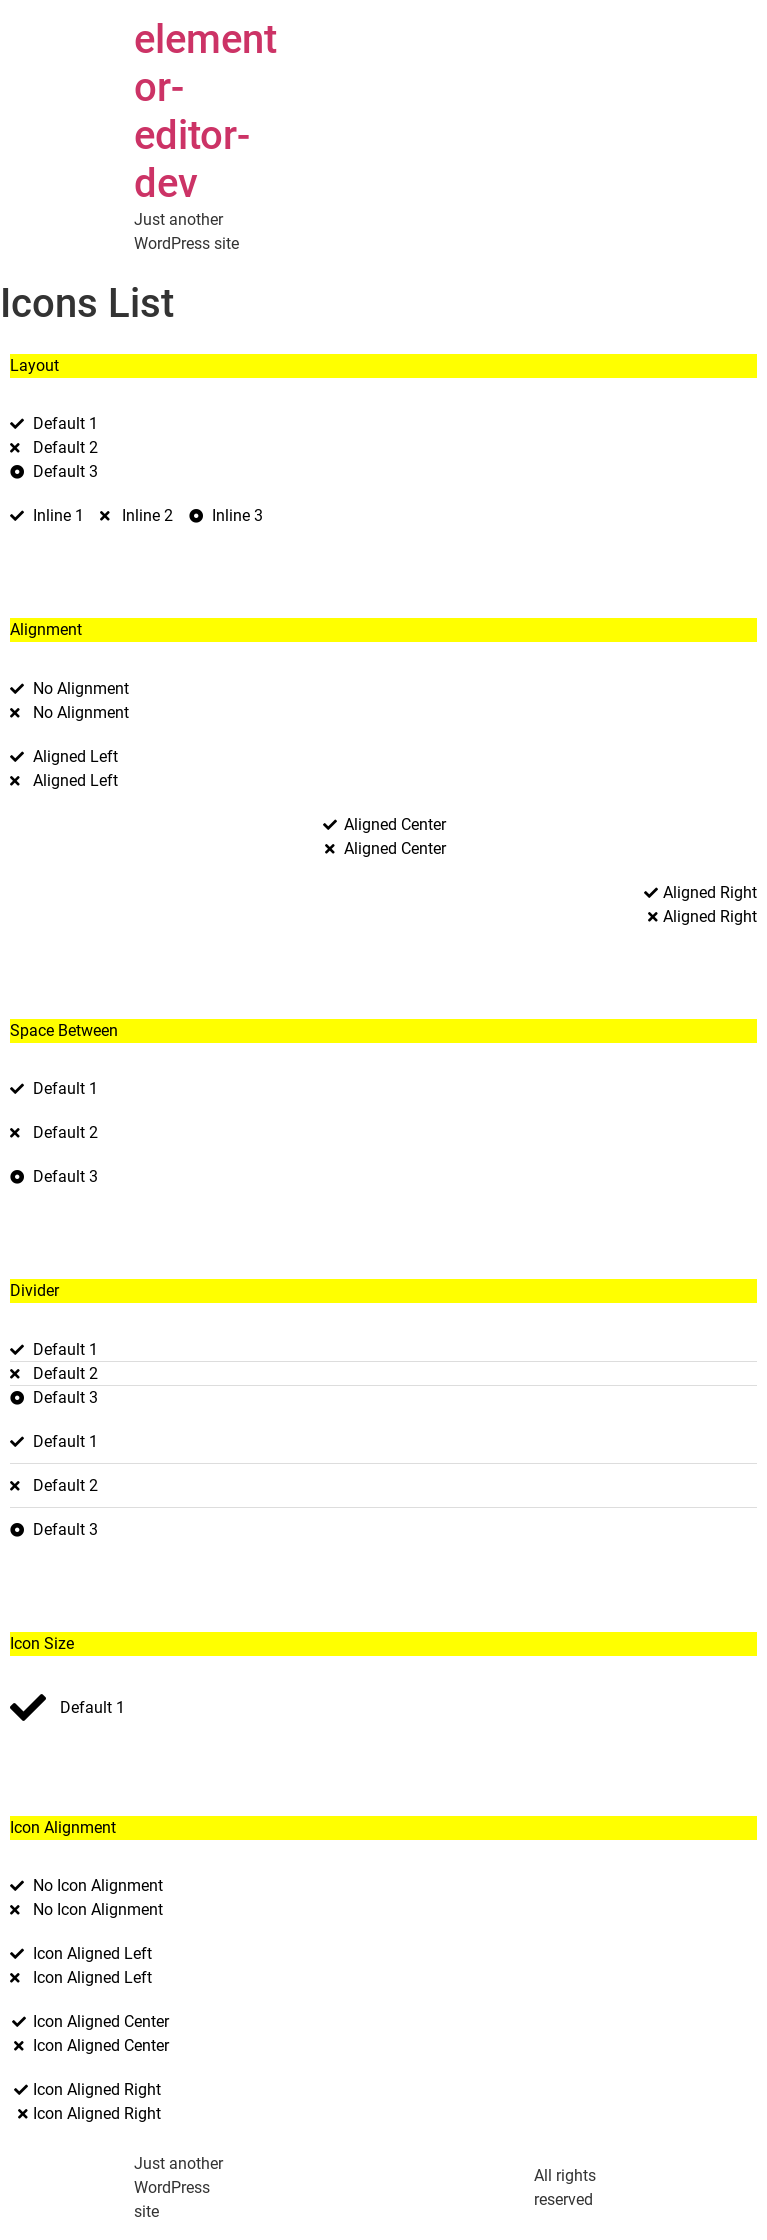 element
or-
editor-
dev
Just another
WordPress site
Icons List
Layout
Default 1
Default 2
Default 3
Inline 1 Inline 2 Inline 3
Alignment
No Alignment
No Alignment
Aligned Left
Aligned Left
Aligned Center
Aligned Center
Aligned Right
Aligned Right
Space Between
Default 1
Default 2
Default 3
Divider
Default 1
Default 2
Default 3
Default 1
Default 2
Default 3
Icon Size
Default 1
Icon Alignment
No Icon Alignment
No Icon Alignment
Icon Aligned Left
Icon Aligned Left
Icon Aligned Center
Icon Aligned Center
Icon Aligned Right
Icon Aligned Right
Just another
WordPress
site
All rights
reserved